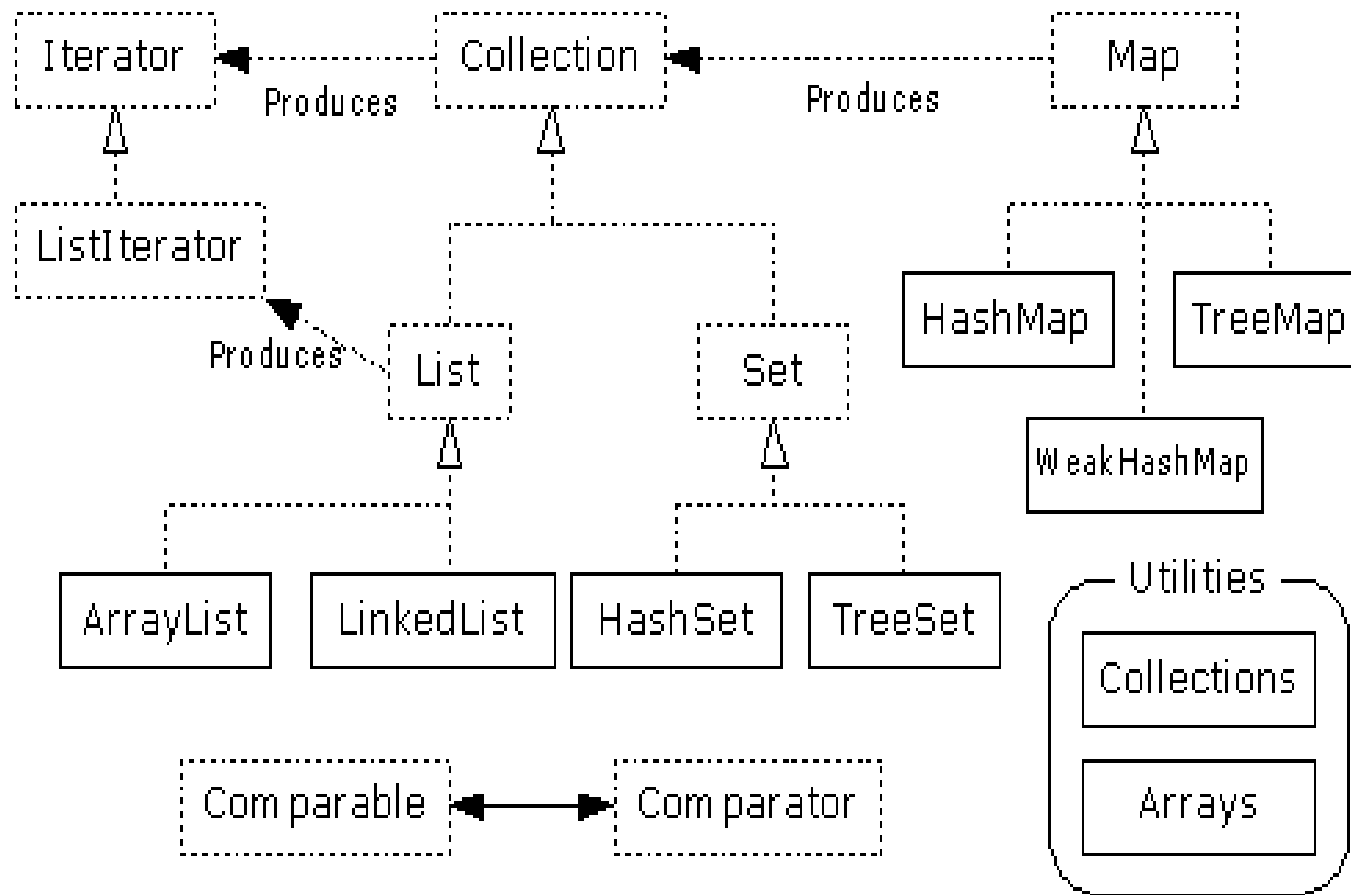 Iterator
Collection
Map
Produces
Produces
ListIterator
HashMap
TreeMap
Produces
List
Set
WeakHashMap
Utilities
ArrayList
LinkedList
HashSet
TreeSet
Collections
Comparable
Comparator
Arrays